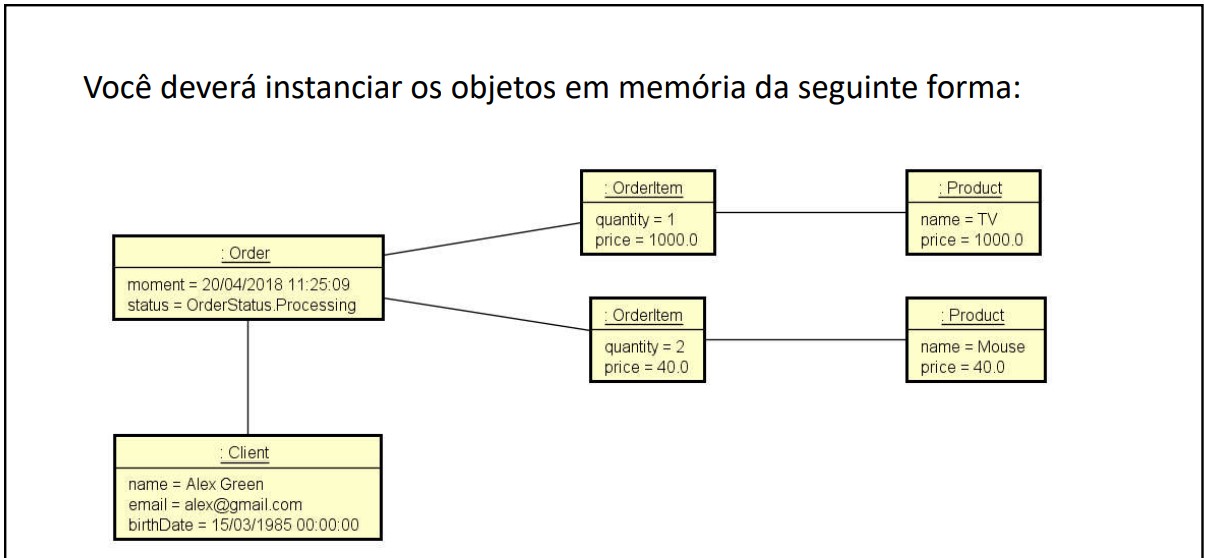 Você deverá instanciar os objetos em memória da seguinte forma:
: OrderItem
quantity = 1
price = 1000.0
: Product
name = TV
price = 1000.0
: Order
moment = 20/04/2018 11:25:09
status = OrderStatus.Processing
: OrderItem
quantity = 2
price = 40.0
: Product
name = Mouse
price = 40.0
: Client
name = Alex Green
email = alex@gmail.com
birthDate = 15/03/1985 00:00:00